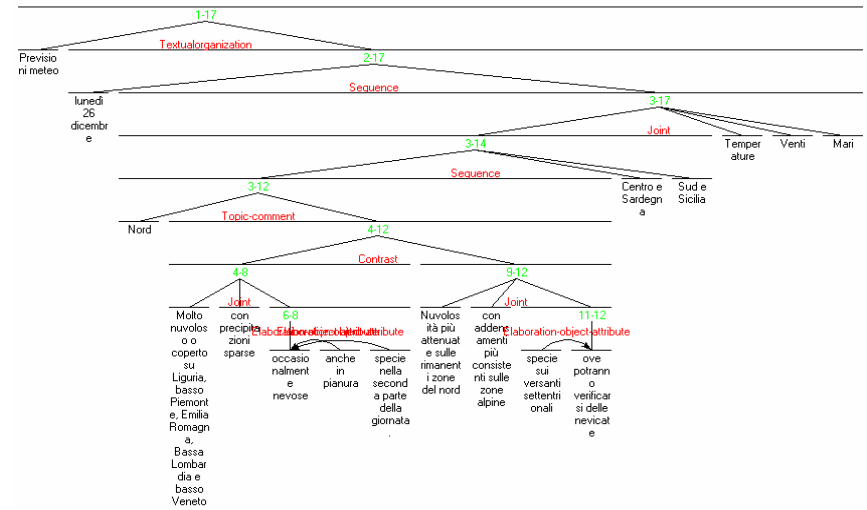 1-17
Textualorganization
Previsio
ni meteo
2-17
Sequence
lunedì
26
dicembr
e
3-17
Joint
Temper
ature
Venti
Mari
3-14
Sequence
Centro e
Sardegn
a
Sud e
Sicilia
3-12
Topic-comment
Nord
4-12
Contrast
4-8
Joint
Molto
nuvolos
o o
coperto
su
Liguria,
basso
Piemont
e, Emilia
Romagn
a,
Bassa
Lombar
dia e
basso
Veneto
con
precipita
zioni
sparse
6-8
Elaboration-object-attribute
occasio
nalment
e
nevose
anche
in
pianura
specie
nella
second
a parte
della
giornata
.
9-12
Joint
Nuvolos
ità più
attenuat
e sulle
rimanent
i zone
del nord
con
addens
amenti
più
consiste
nti sulle
zone
alpine
11-12
Elaboration-object-attribute
specie
sui
versanti
settentri
onali
ove
potrann
o
verificar
si delle
nevicat
e